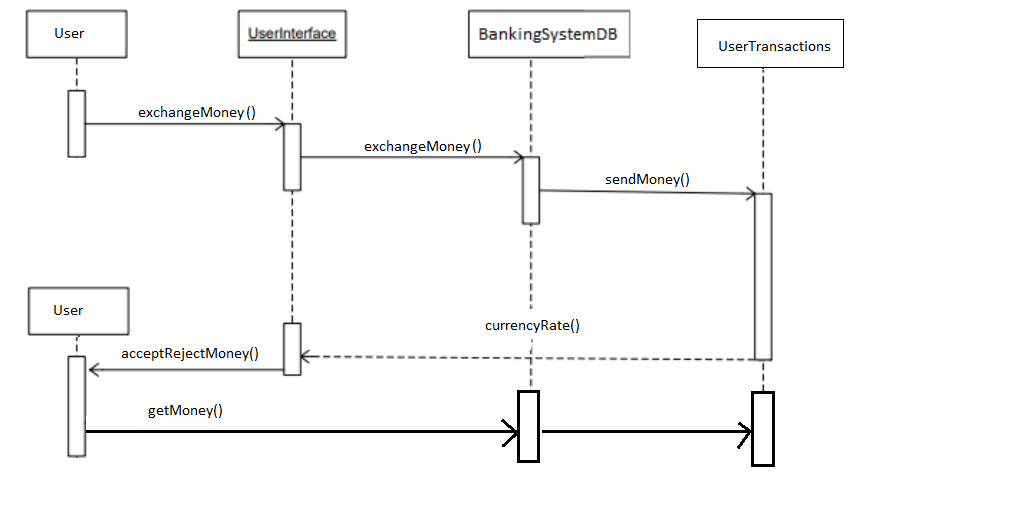 User
UserInterface
BankingSystemDB
UserTransactions
exchangeMoney()
exchangeMoney()
sendMoney()
User
currencyRate()
acceptRejectMoney()
getMoney()